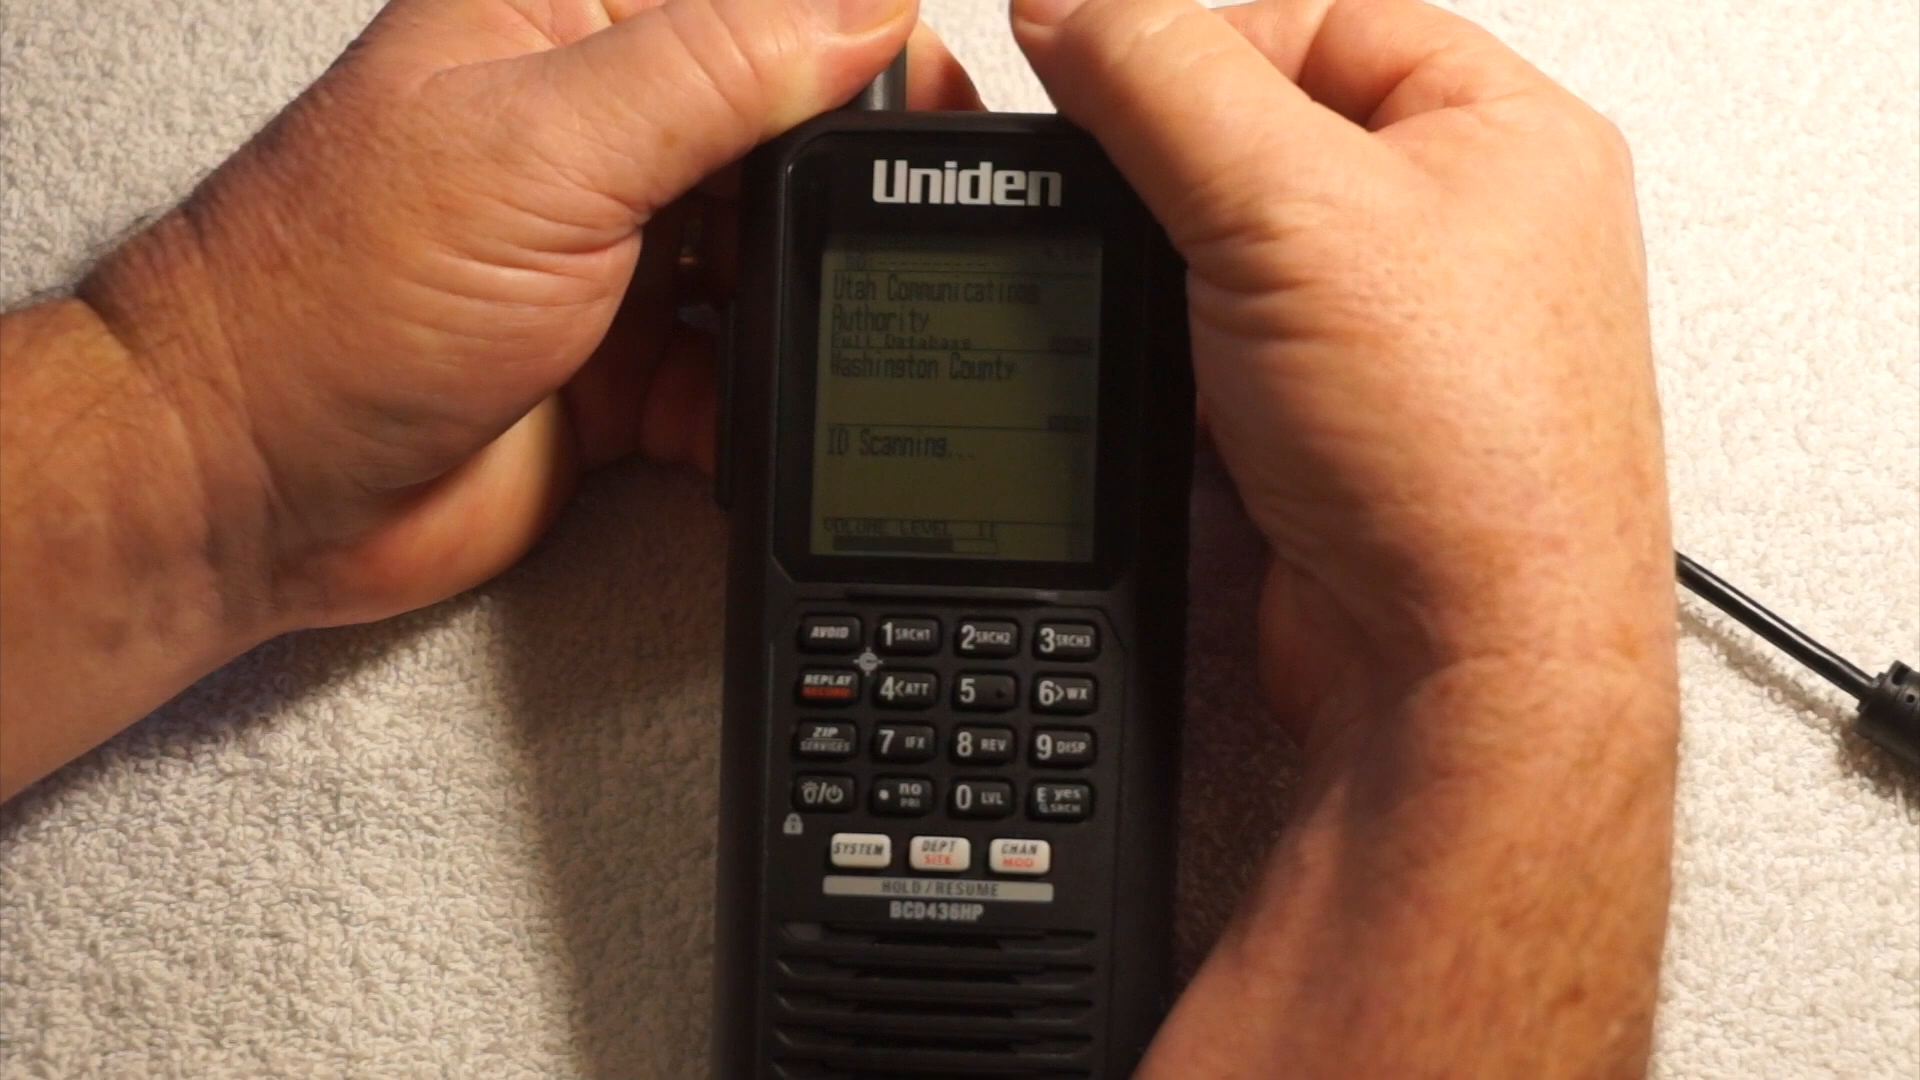 Uniden
Utah Communications
Authority
Full Database
Washington County
ID Scanning...
VOLUME LEVEL 11
AVOID 1 SRCH1 2 SRCH2 3 SRCH3
REPLAY 4 < ATT 5 . 6 > WX
RECORD
ZIP 7 IFX 8 REV 9 DISP
SERVICES
• no 0 LVL E yes
PRI G.SRCH
SYSTEM DEPT CHAN
SITE MOD
HOLD / RESUME
BCD436HP